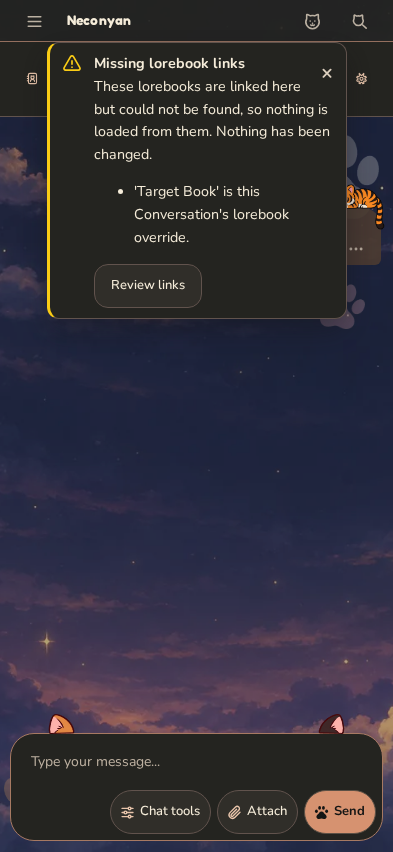 Neconyan
Missing lorebook links
These lorebooks are linked here
but could not be found, so nothing is
loaded from them. Nothing has been
changed.
'Target Book' is this
Conversation's lorebook
override.
Review links
Type your message...
Chat tools
Attach
Send